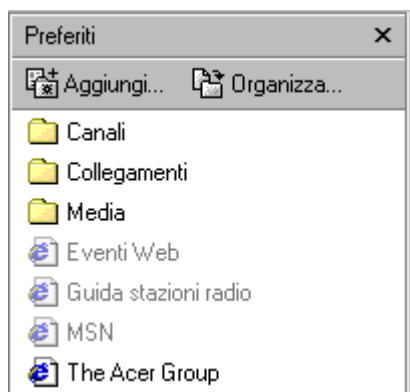 Preferiti
Aggiungi... Organizza...
Canali
Collegamenti
Media
Eventi Web
Guida stazioni radio
MSN
The Acer Group